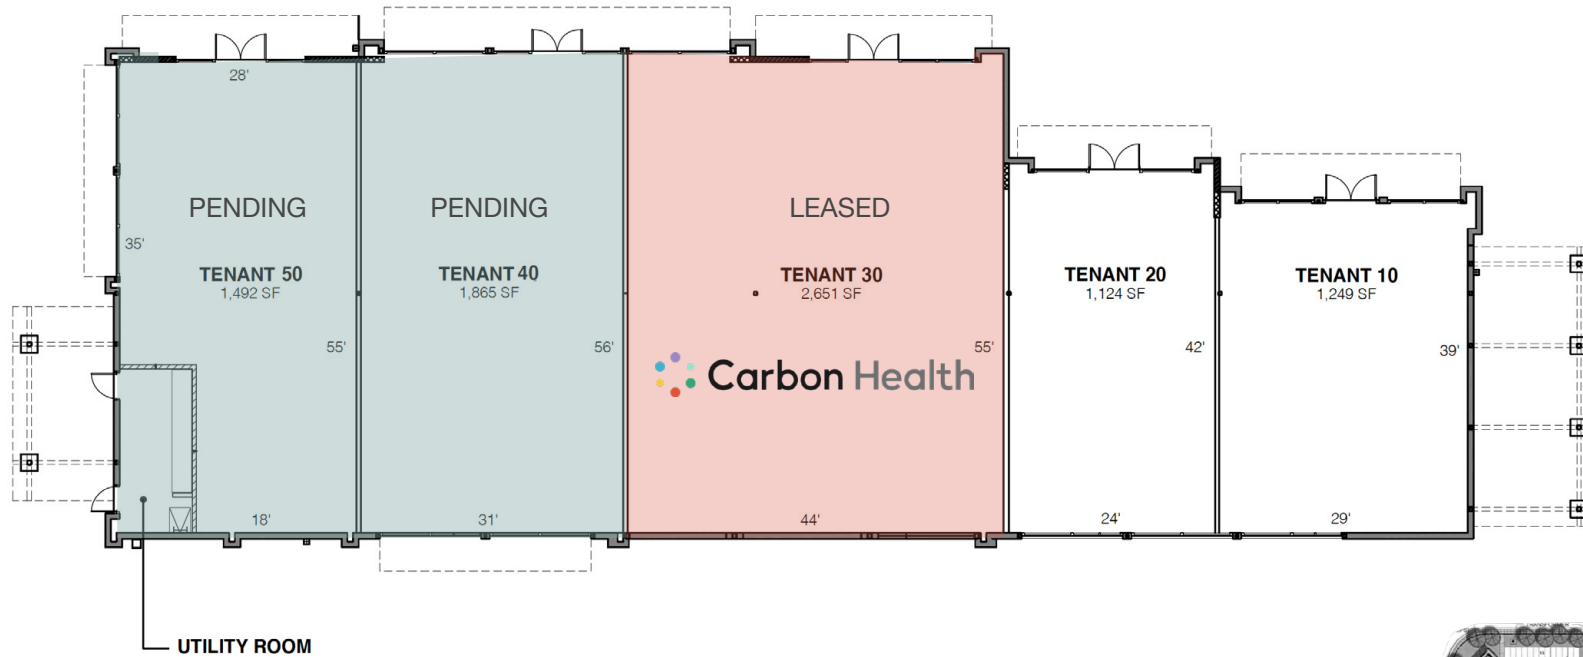 28'
PENDING
PENDING
LEASED
35'
TENANT 50
1,492 SF
TENANT 40
1,865 SF
TENANT 30
2,651 SF
TENANT 20
1,124 SF
TENANT 10
1,249 SF
55'
56'
55'
42'
39'
Carbon Health
18'
31'
44'
24'
29'
UTILITY ROOM